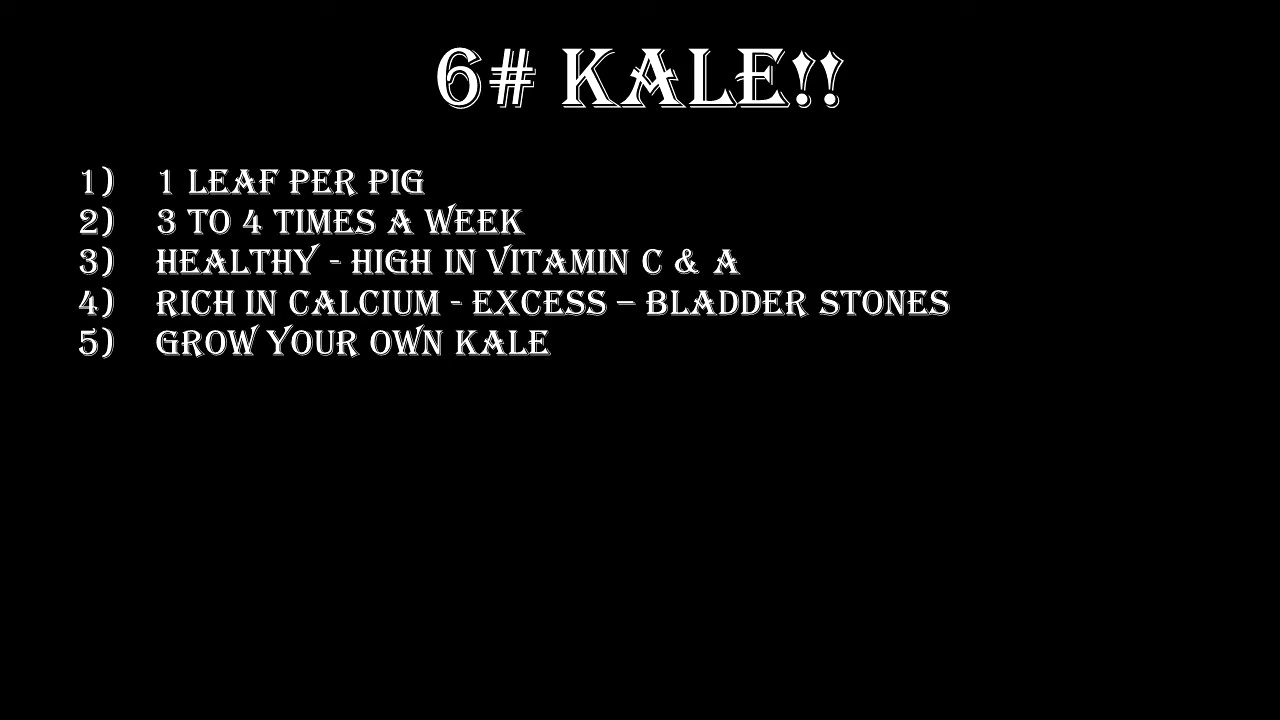 6# KALE!!
1) 1 LEAF PER PIG
2) 3 TO 4 TIMES A WEEK
3) HEALTHY - HIGH IN VITAMIN C & A
4) RICH IN CALCIUM - EXCESS – BLADDER STONES
5) GROW YOUR OWN KALE